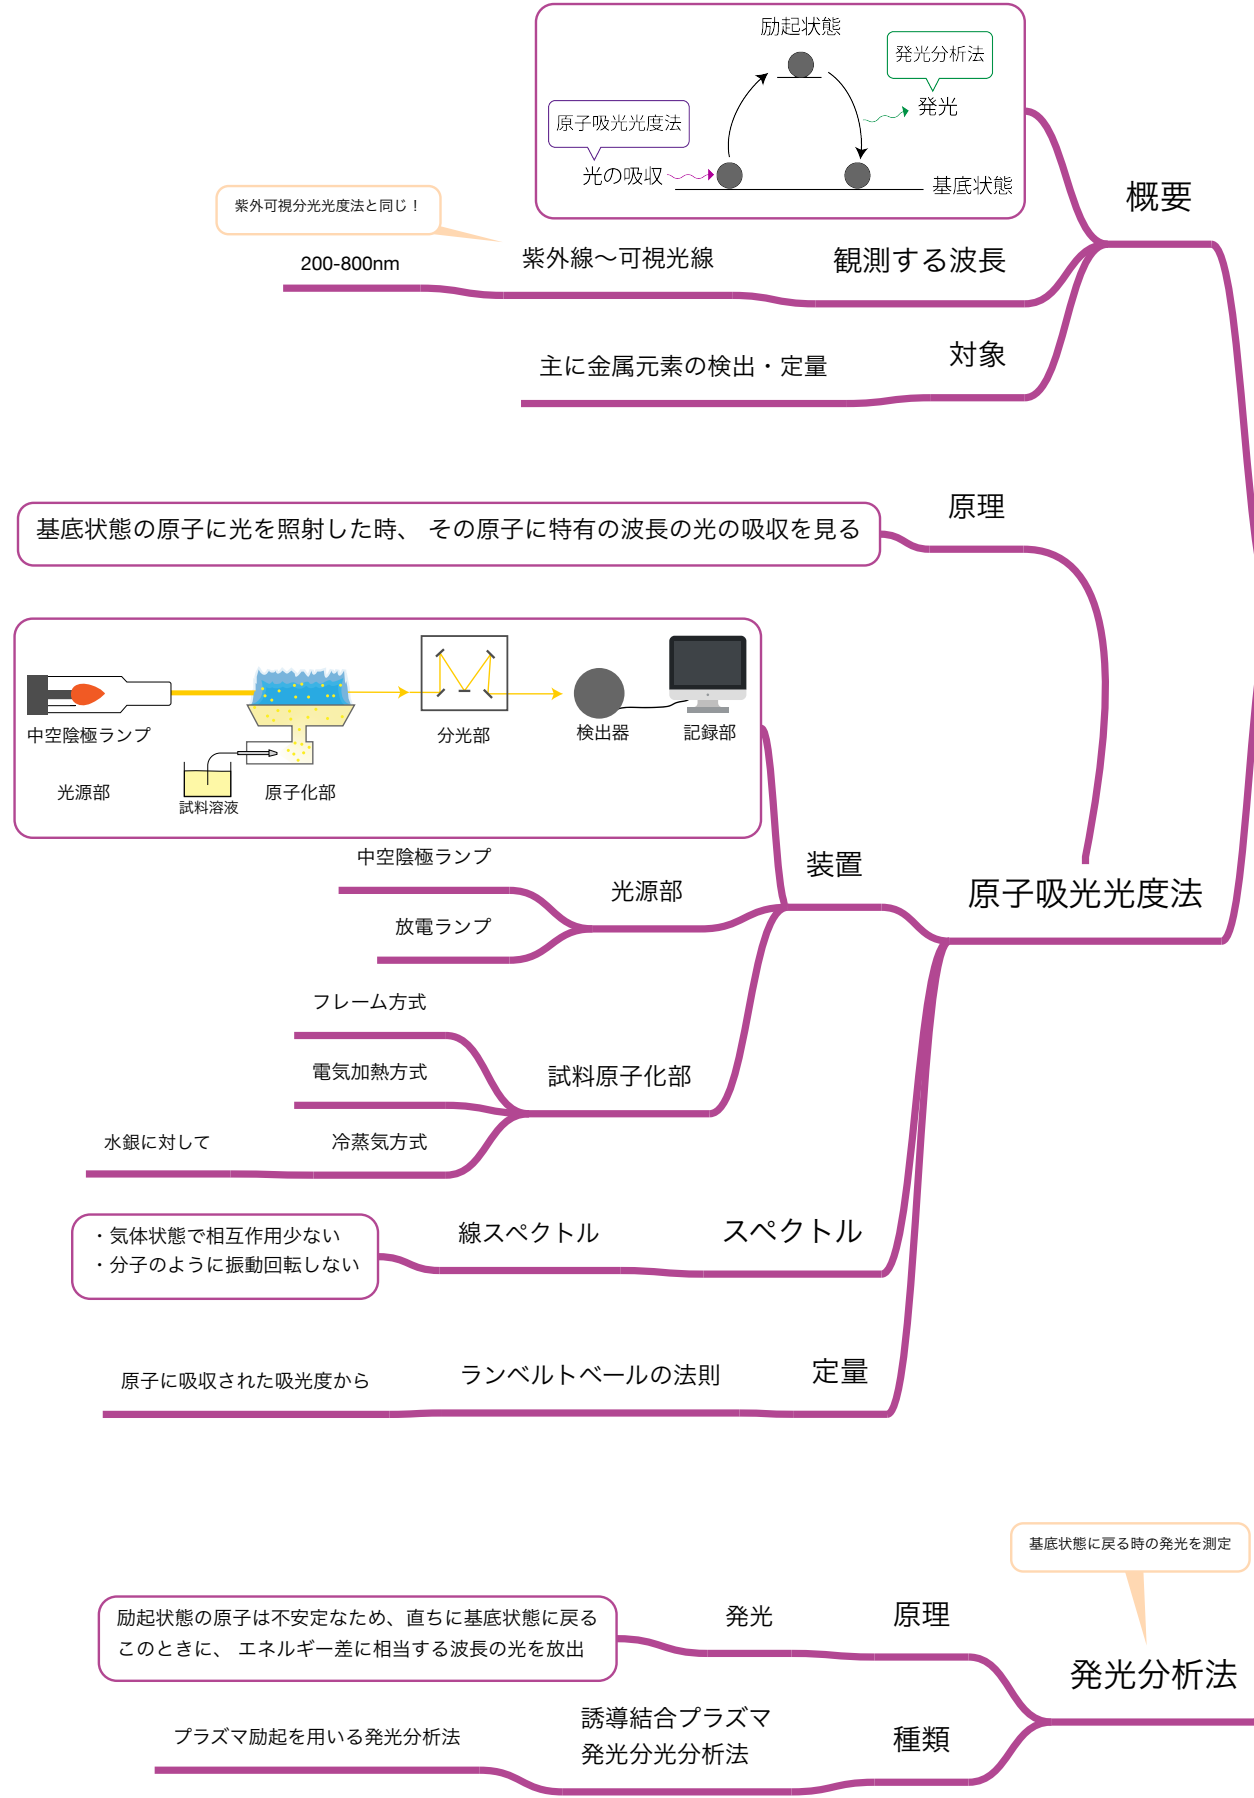 励起状態
発光分析法
発光
原子吸光光度法
光の吸収
基底状態
概要
紫外可視分光光度法と同じ！
200-800nm
紫外線〜可視光線
観測する波長
主に金属元素の検出・定量
対象
原理
基底状態の原子に光を照射した時、 その原子に特有の波長の光の吸収を見る
中空陰極ランプ
光源部
試料溶液
原子化部
分光部
検出器
記録部
装置
中空陰極ランプ
光源部
放電ランプ
原子吸光光度法
フレーム方式
電気加熱方式
試料原子化部
水銀に対して
冷蒸気方式
・気体状態で相互作用少ない
・分子のように振動回転しない
線スペクトル
スペクトル
原子に吸収された吸光度から
ランベルトベールの法則
定量
基底状態に戻る時の発光を測定
励起状態の原子は不安定なため、直ちに基底状態に戻る
このときに、 エネルギー差に相当する波長の光を放出
発光
原理
発光分析法
プラズマ励起を用いる発光分析法
誘導結合プラズマ
発光分光分析法
種類